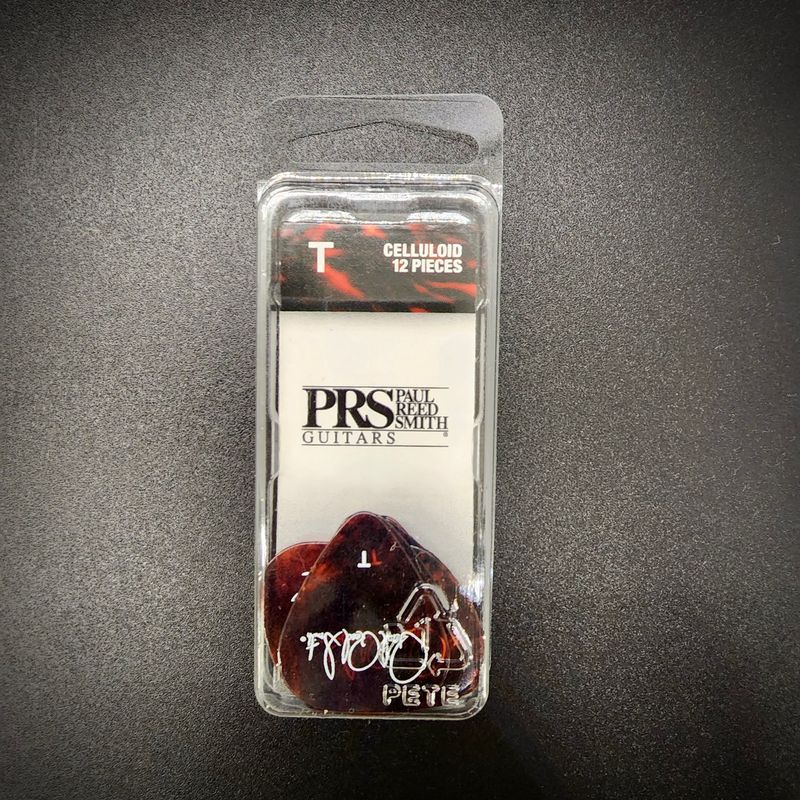 T
CELLULOID
12 PIECES
PRS PAUL REED SMITH
GUITARS
®
T
PETE